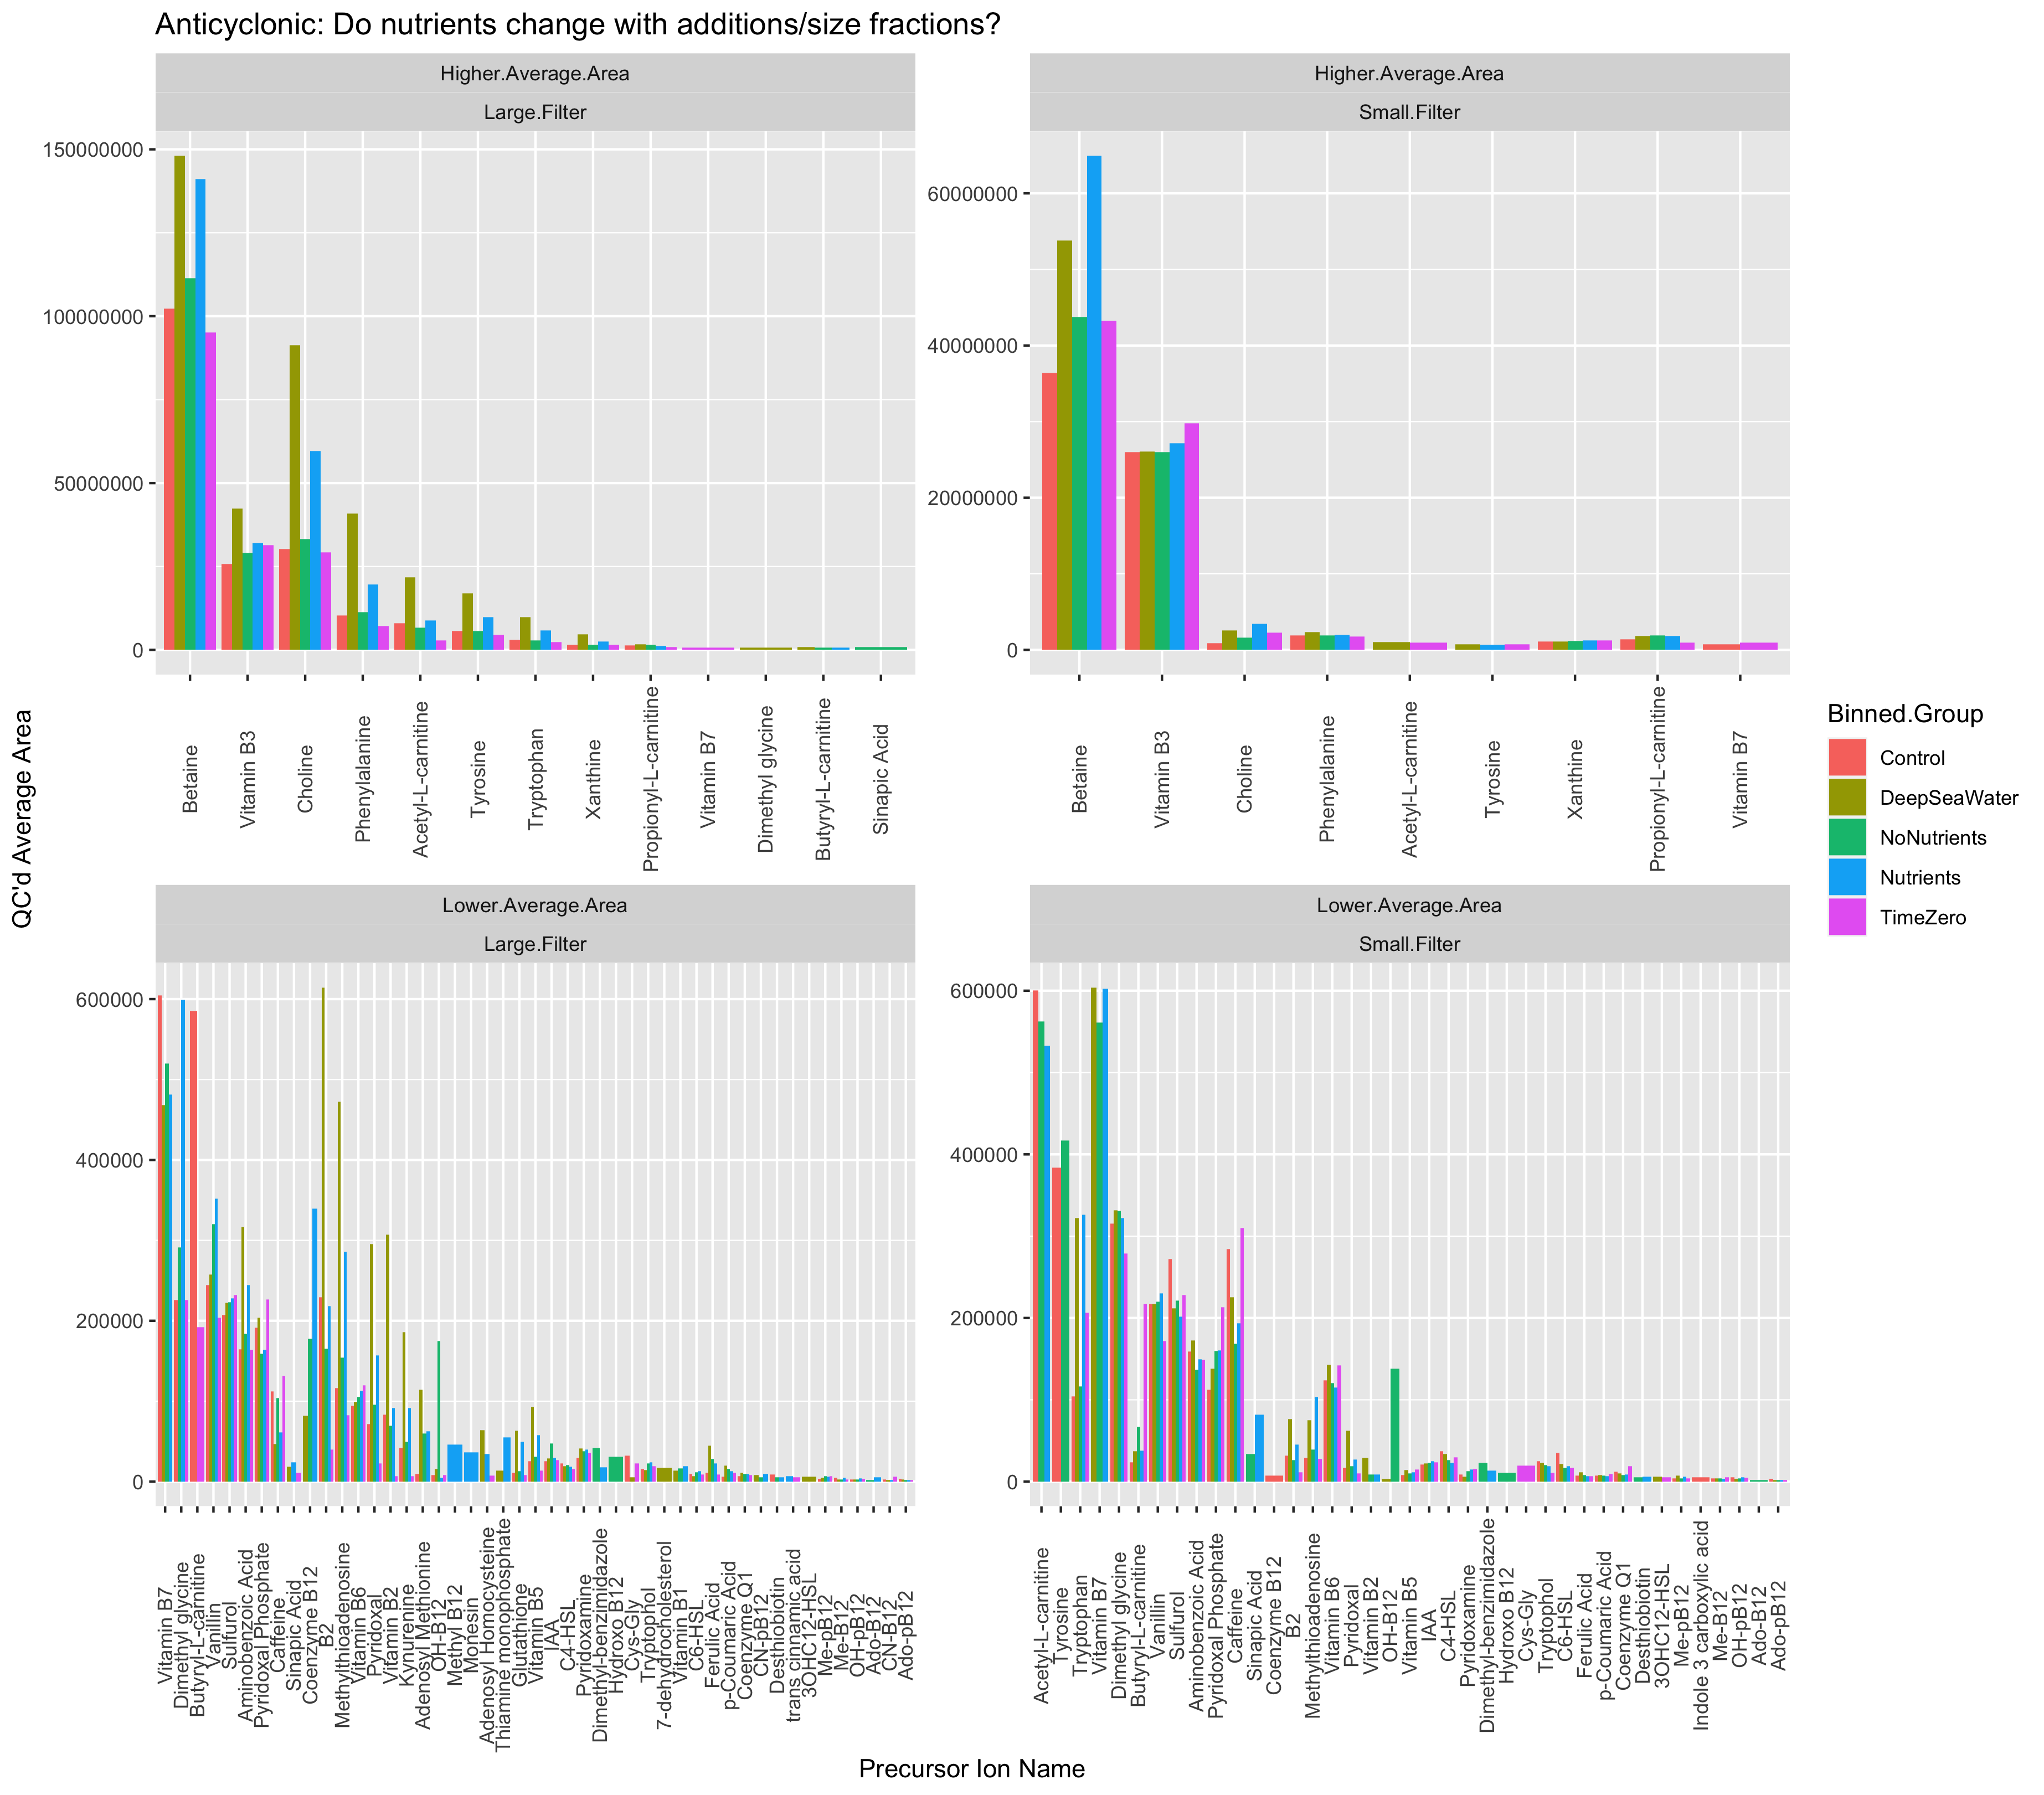 Anticyclonic: Do nutrients change with additions/size fractions?
Higher.Average.Area
Large.Filter
150000000
100000000
50000000
0
Betaine
Vitamin B3
Choline
Phenylalanine
Acetyl-L-carnitine
Tyrosine
Tryptophan
Xanthine
Propionyl-L-carnitine
Vitamin B7
Dimethyl glycine
Butyryl-L-carnitine
Sinapic Acid
Higher.Average.Area
Small.Filter
60000000
40000000
20000000
0
Betaine
Vitamin B3
Choline
Phenylalanine
Acetyl-L-carnitine
Tyrosine
Xanthine
Propionyl-L-carnitine
Vitamin B7
QC'd Average Area
Lower.Average.Area
Large.Filter
600000
400000
200000
0
Vitamin B7
Dimethyl glycine
Butyryl-L-carnitine
Vanillin
Sulfurol
Aminobenzoic Acid
Pyridoxal Phosphate
Caffeine
Sinapic Acid
Coenzyme B12
B2
Methylthioadenosine
Vitamin B6
Pyridoxal
Vitamin B2
Kynurenine
Adenosyl Methionine
OH-B12
Methyl B12
Monesin
Adenosyl Homocysteine
Thiamine monophosphate
Glutathione
Vitamin B5
IAA
C4-HSL
Pyridoxamine
Dimethyl-benzimidazole
Hydroxo B12
Cys-Gly
Tryptophol
7-dehydrocholesterol
Vitamin B1
C6-HSL
Ferulic Acid
p-Coumaric Acid
Coenzyme Q1
CN-pB12
Desthiobiotin
trans cinnamic acid
3OHC12-HSL
Me-pB12
Me-B12
OH-pB12
Ado-B12
CN-B12
Ado-pB12
Lower.Average.Area
Small.Filter
600000
400000
200000
0
Acetyl-L-carnitine
Tyrosine
Tryptophan
Vitamin B7
Dimethyl glycine
Butyryl-L-carnitine
Vanillin
Sulfurol
Aminobenzoic Acid
Pyridoxal Phosphate
Caffeine
Sinapic Acid
Coenzyme B12
B2
Methylthioadenosine
Vitamin B6
Pyridoxal
Vitamin B2
OH-B12
Vitamin B5
IAA
C4-HSL
Pyridoxamine
Dimethyl-benzimidazole
Hydroxo B12
Cys-Gly
Tryptophol
C6-HSL
Ferulic Acid
p-Coumaric Acid
Coenzyme Q1
Desthiobiotin
3OHC12-HSL
Me-pB12
Indole 3 carboxylic acid
Me-B12
OH-pB12
Ado-B12
Ado-pB12
Precursor Ion Name
Binned.Group
Control
DeepSeaWater
NoNutrients
Nutrients
TimeZero